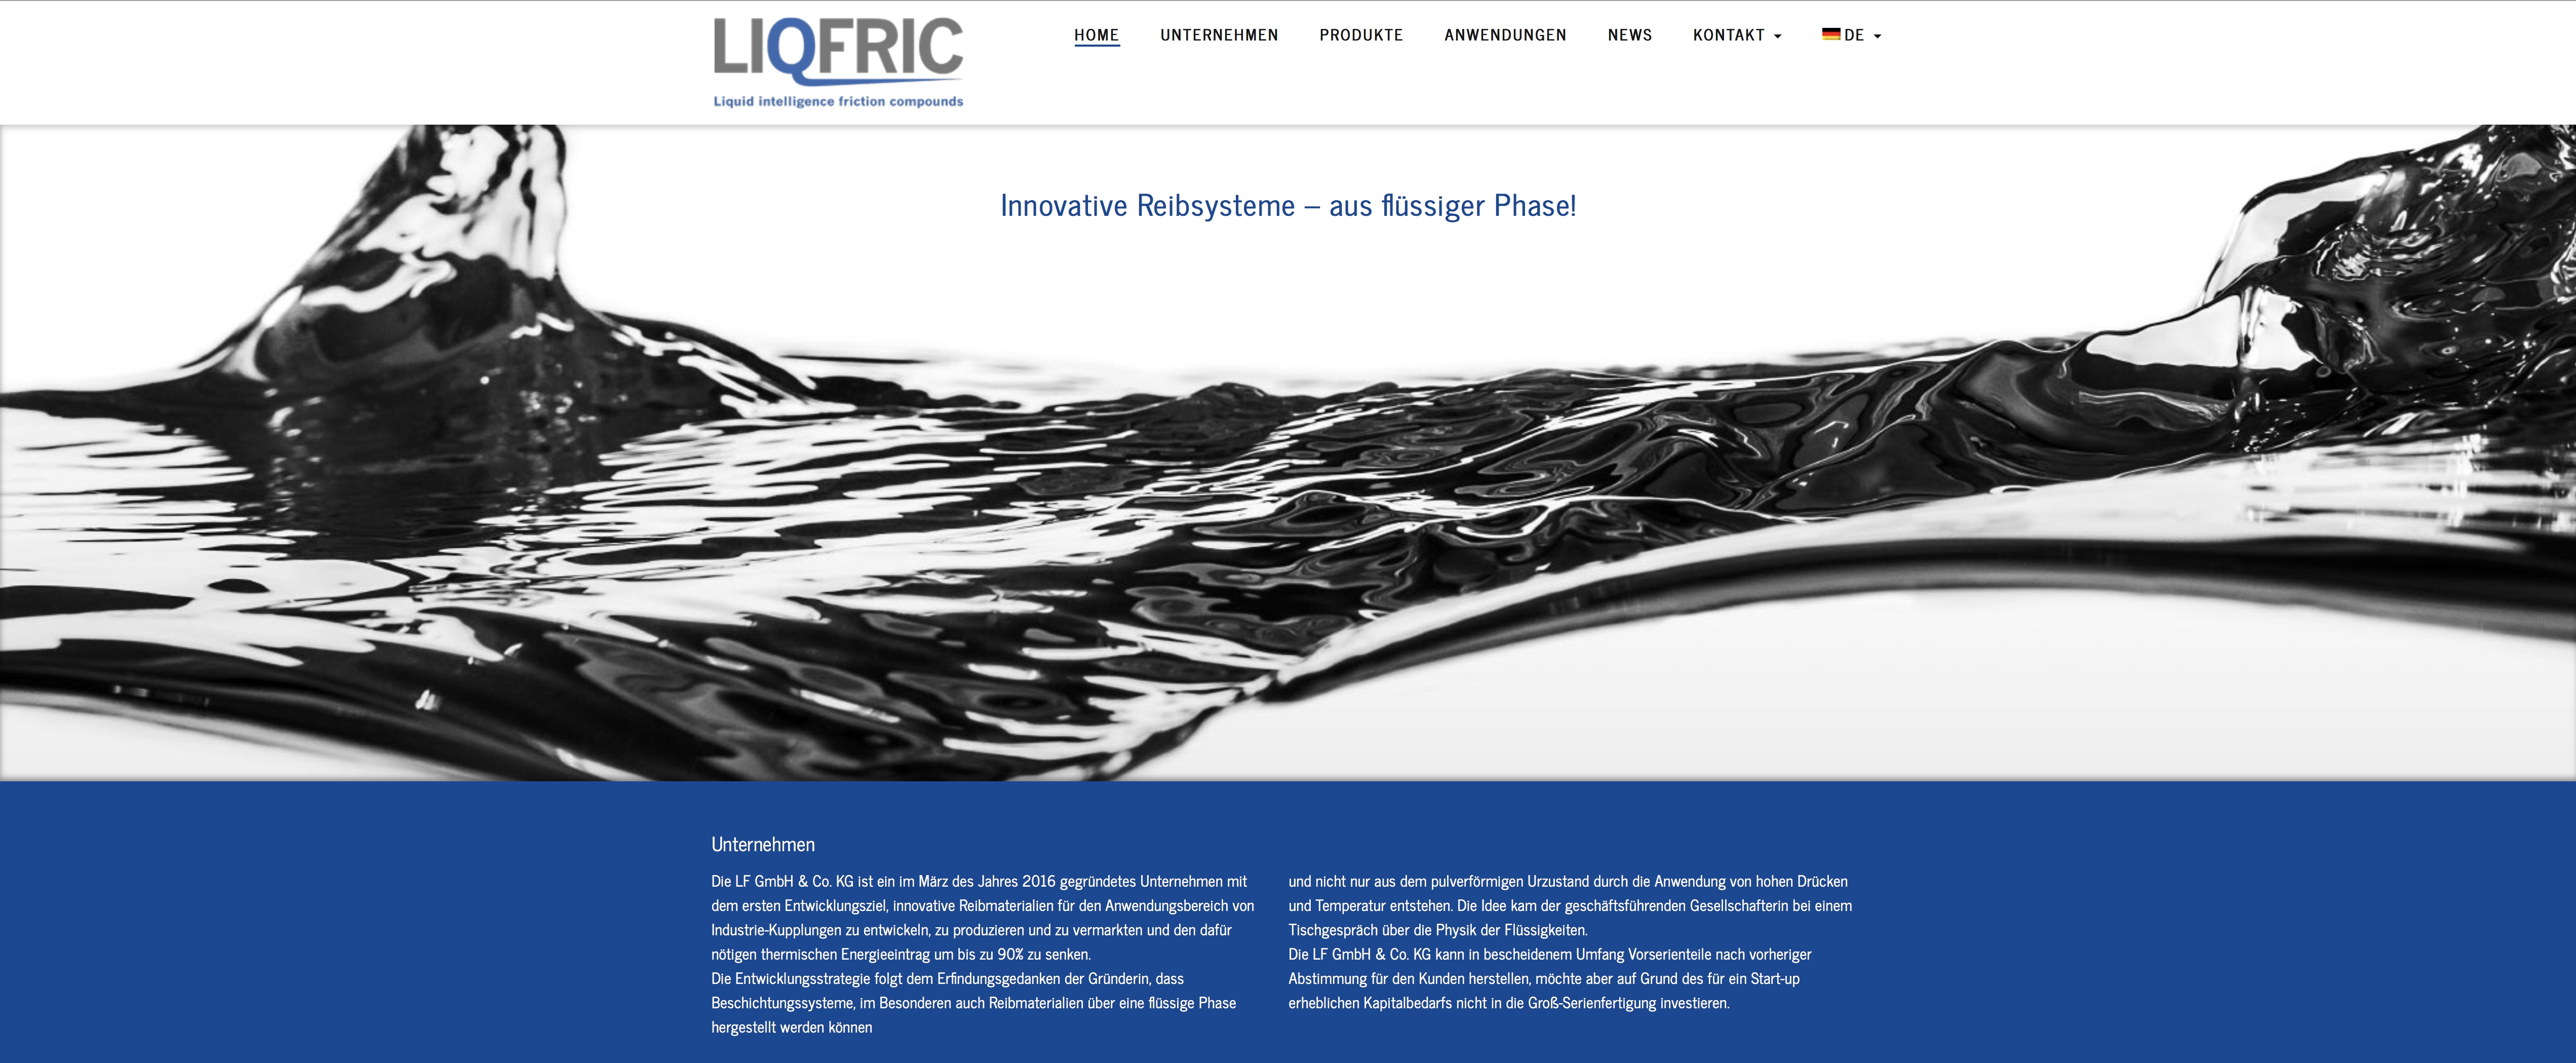 LIQFRIC
Liquid intelligence friction compounds
HOME UNTERNEHMEN PRODUKTE ANWENDUNGEN NEWS KONTAKT DE
Innovative Reibsysteme – aus flüssiger Phase!
Unternehmen
Die LF GmbH & Co. KG ist ein im März des Jahres 2016 gegründetes Unternehmen mit
dem ersten Entwicklungsziel, innovative Reibmaterialien für den Anwendungsbereich von
Industrie-Kupplungen zu entwickeln, zu produzieren und zu vermarkten und den dafür
nötigen thermischen Energieeintrag um bis zu 90% zu senken.
Die Entwicklungsstrategie folgt dem Erfindungsgedanken der Gründerin, dass
Beschichtungssysteme, im Besonderen auch Reibmaterialien über eine flüssige Phase
hergestellt werden können
und nicht nur aus dem pulverförmigen Urzustand durch die Anwendung von hohen Drücken
und Temperatur entstehen. Die Idee kam der geschäftsführenden Gesellschafterin bei einem
Tischgespräch über die Physik der Flüssigkeiten.
Die LF GmbH & Co. KG kann in bescheidenem Umfang Vorserienteile nach vorheriger
Abstimmung für den Kunden herstellen, möchte aber auf Grund des für ein Start-up
erheblichen Kapitalbedarfs nicht in die Groß-Serienfertigung investieren.